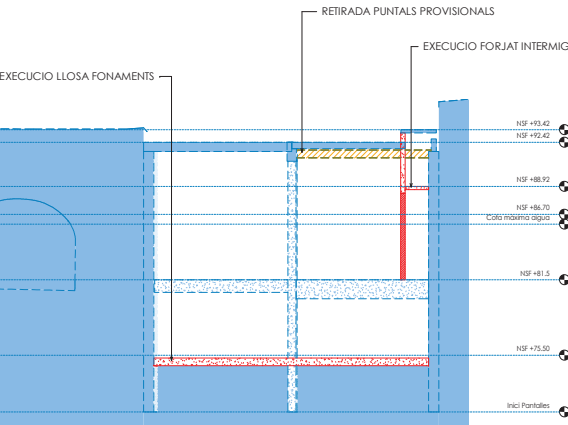 RETIRADA PUNTALS PROVISIONALS
EXECUCIO FORJAT INTERMIG
EXECUCIO LLOSA FONAMENTS
NSF +93.42
NSF +92.42
NSF +88.92
NSF +86.70
Cota maxima aigua
NSF +81.5
NSF +75.50
Inici Pantalles